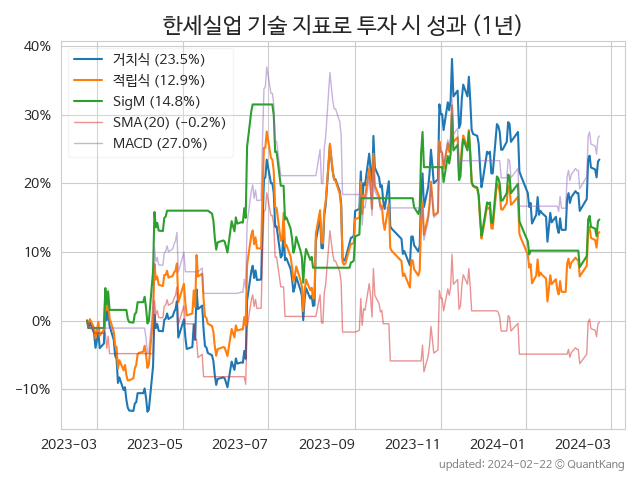 한세실업 기술 지표로 투자 시 성과 (1년)
40%
30%
20%
10%
0%
−10%
거치식 (23.5%)
적립식 (12.9%)
SigM (14.8%)
SMA(20) (−0.2%)
MACD (27.0%)
2023-03 2023-05 2023-07 2023-09 2023-11 2024-01 2024-03
updated: 2024-02-22 © QuantKang